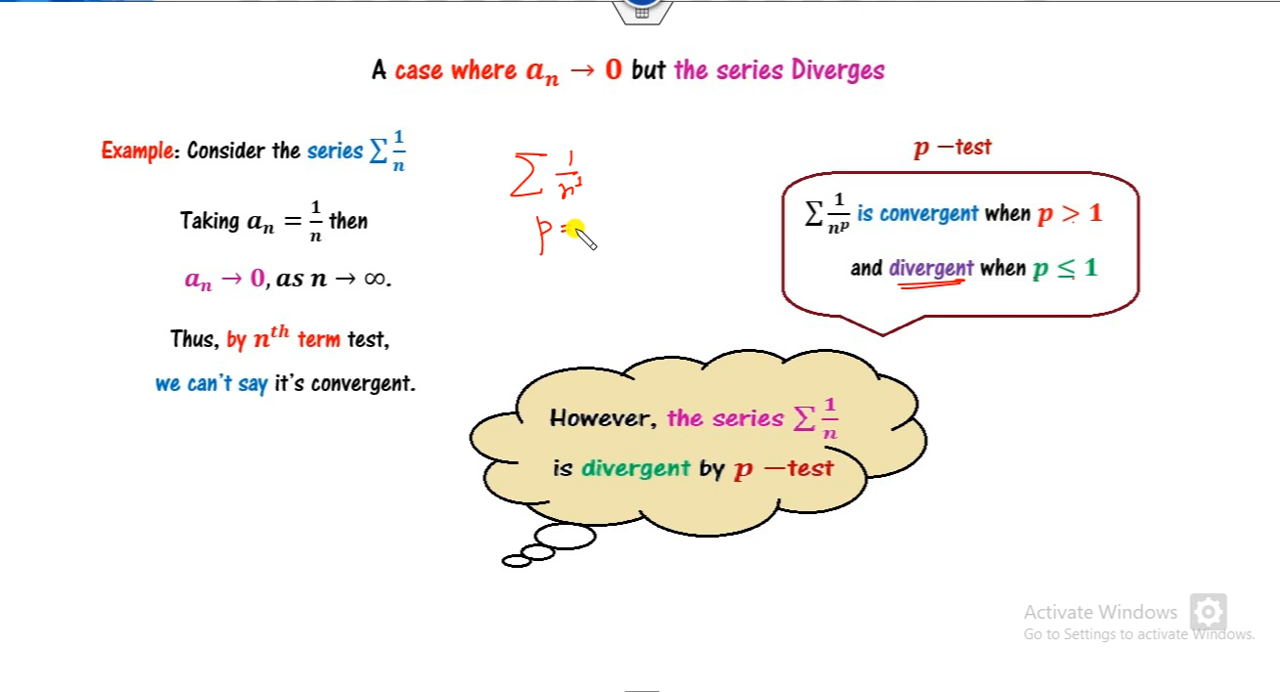 A case where aₙ → 0 but the series Diverges
Example: Consider the series ∑ 1/n
Taking aₙ = 1/n then
aₙ → 0, as n → ∞.
Thus, by nᵗʰ term test,
we can't say it's convergent.
∑ 1/n¹
p =
p –test
∑ 1/nᵖ is convergent when p > 1
and divergent when p ≤ 1
However, the series ∑ 1/n
is divergent by p –test
Activate Windows
Go to Settings to activate Windows.